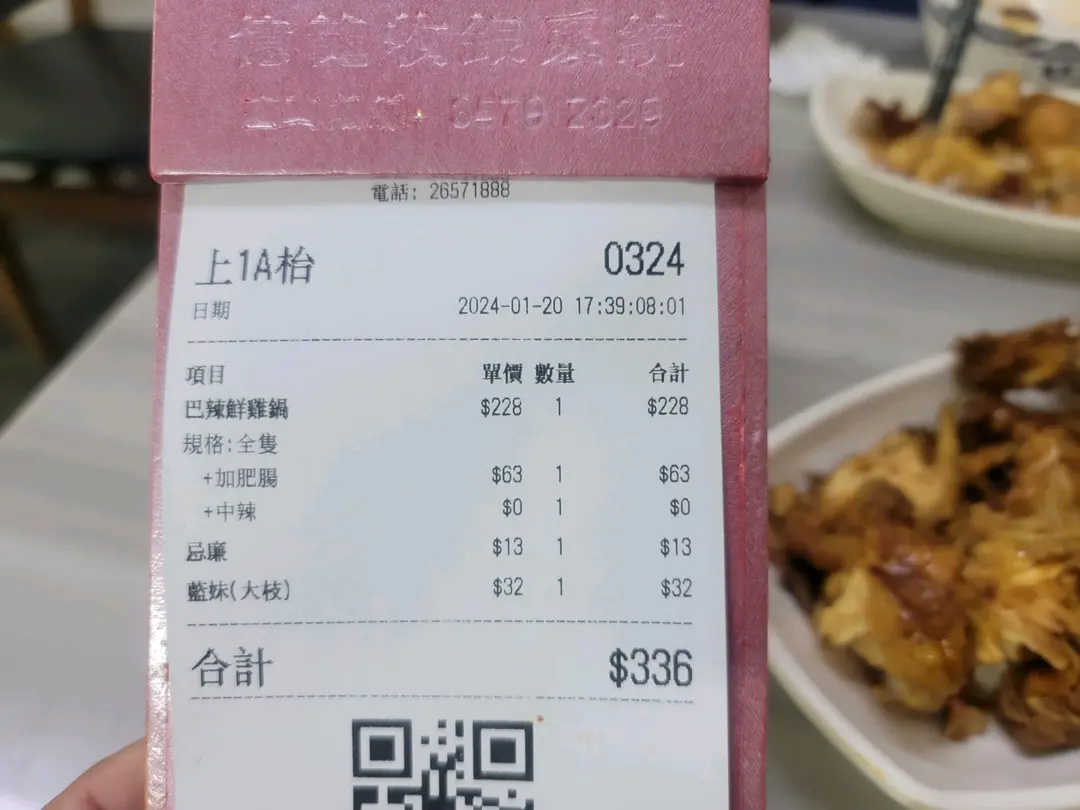 電話: 26571888
上1A枱 0324
日期 2024-01-20 17:39:08:01
項目 單價 數量 合計
巴辣鮮雞鍋 $228 1 $228
規格:全隻
+加肥腸 $63 1 $63
+中辣 $0 1 $0
忌廉 $13 1 $13
藍妹(大枝) $32 1 $32
合計 $336